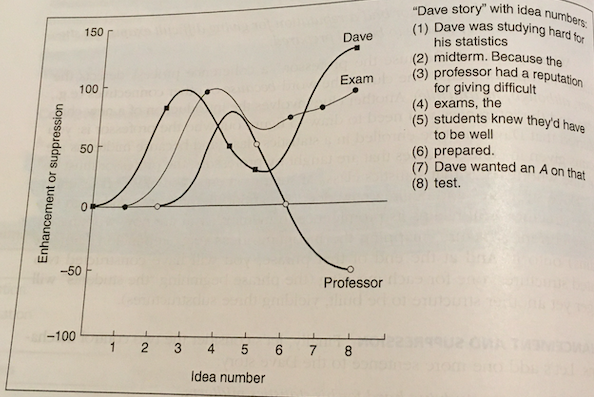 "Dave story" with idea numbers:
(1) Dave was studying hard for
his statistics
(2) midterm. Because the
(3) professor had a reputation
for giving difficult
(4) exams, the
(5) students knew they'd have
to be well
(6) prepared.
(7) Dave wanted an A on that
(8) test.
Enhancement or suppression
150
100
50
0
−50
−100
Dave
Exam
Professor
1 2 3 4 5 6 7 8
Idea number